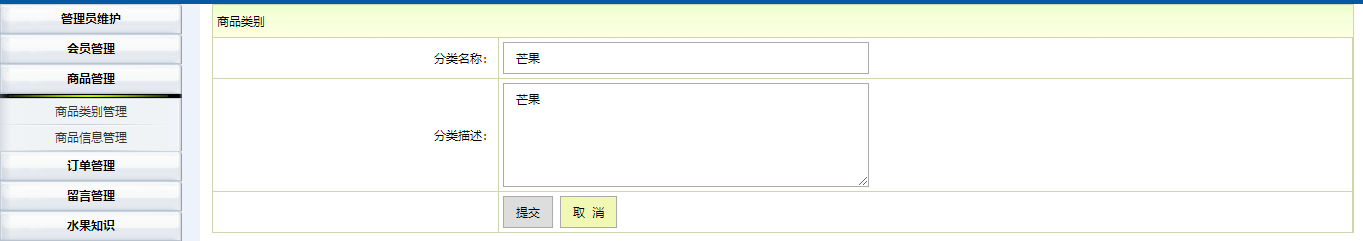 管理员维护
会员管理
商品管理
商品类别管理
商品信息管理
订单管理
留言管理
水果知识
商品类别
分类名称： 芒果
分类描述： 芒果
提交 取 消